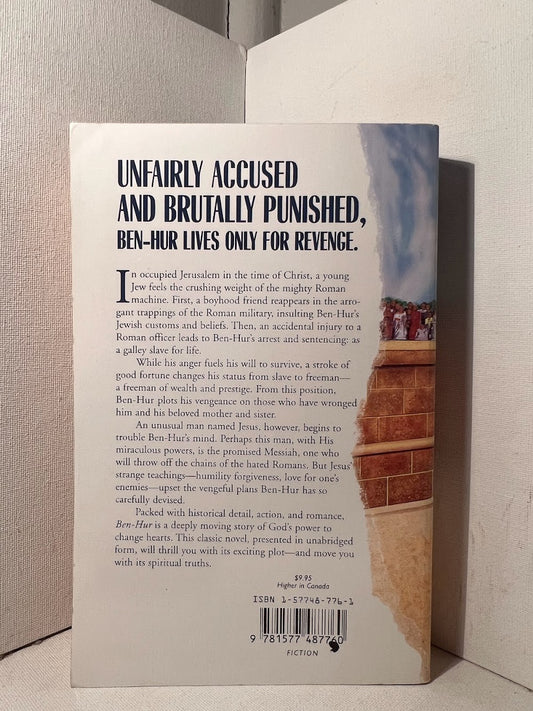 UNFAIRLY ACCUSED
AND BRUTALLY PUNISHED,
BEN-HUR LIVES ONLY FOR REVENGE.
In occupied Jerusalem in the time of Christ, a young
Jew feels the crushing weight of the mighty Roman
machine. First, a boyhood friend reappears in the arro-
gant trappings of the Roman military, insulting Ben-Hur's
Jewish customs and beliefs. Then, an accidental injury to a
Roman officer leads to Ben-Hur's arrest and sentencing: as
a galley slave for life.
While his anger fuels his will to survive, a stroke of
good fortune changes his status from slave to freeman—
a freeman of wealth and prestige. From this position,
Ben-Hur plots his vengeance on those who have wronged
him and his beloved mother and sister.
An unusual man named Jesus, however, begins to
trouble Ben-Hur's mind. Perhaps this man, with His
miraculous powers, is the promised Messiah, one who
will throw off the chains of the hated Romans. But Jesus'
strange teachings—humility forgiveness, love for one's
enemies—upset the vengeful plans Ben-Hur has so
carefully devised.
Packed with historical detail, action, and romance,
Ben-Hur is a deeply moving story of God's power to
change hearts. This classic novel, presented in unabridged
form, will thrill you with its exciting plot—and move you
with its spiritual truths.
$9.95
Higher in Canada
ISBN 1-57748-776-1
9 781577 487760
FICTION